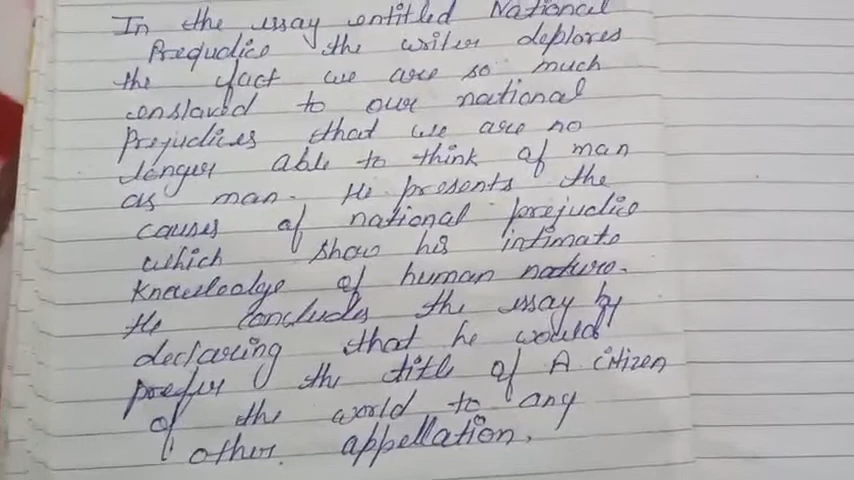 In the essay entitled National
Prequdice the writer deplores
the fact we are so much
enslaved to our national
Prejudices that we are no
longer able to think of man
as man. He presents the
causes of national prejudice
which show his intimate
knowledge of human nature.
He concludes the essay by
declaring that he would
prefer the title of A citizen
of the world to any
other appellation.